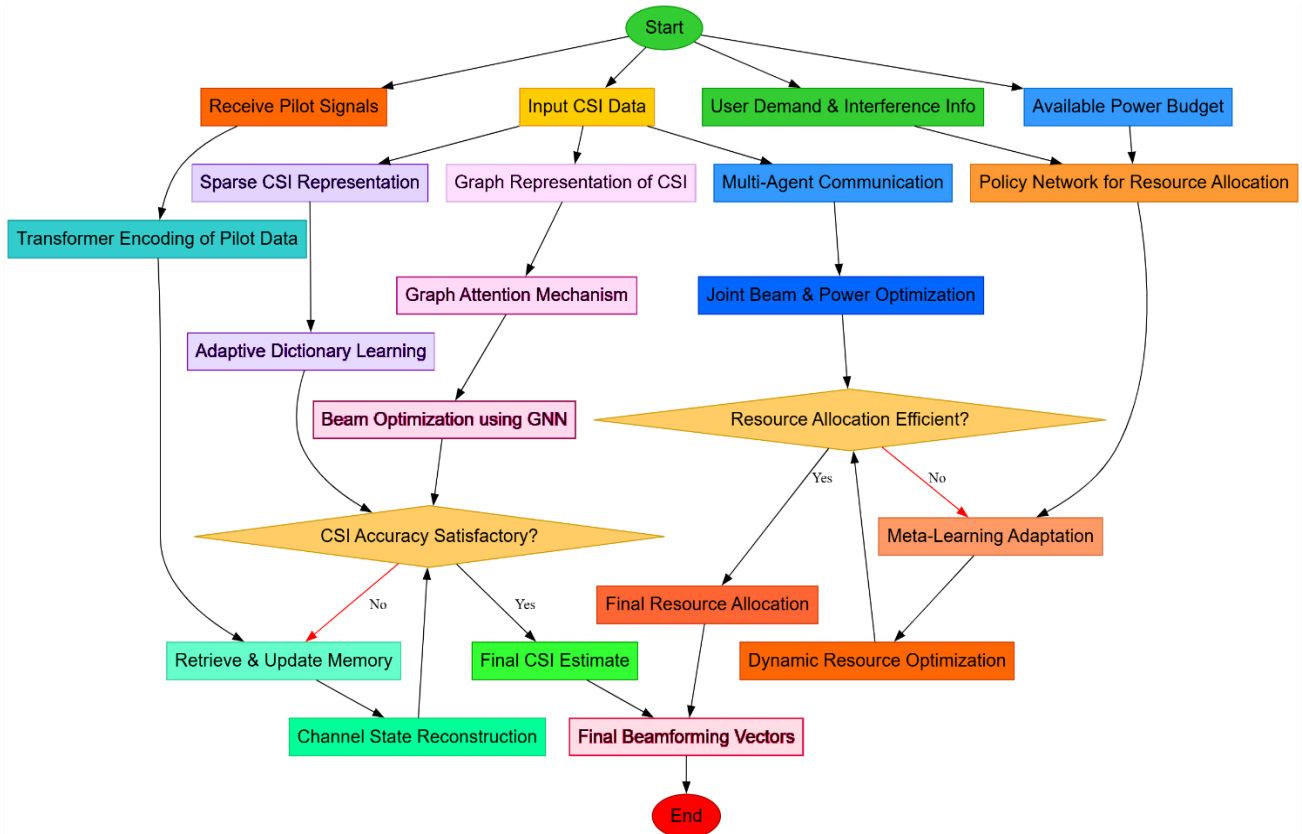 Start
Receive Pilot Signals
Input CSI Data
User Demand & Interference Info
Available Power Budget
Sparse CSI Representation
Graph Representation of CSI
Multi-Agent Communication
Policy Network for Resource Allocation
Transformer Encoding of Pilot Data
Graph Attention Mechanism
Joint Beam & Power Optimization
Adaptive Dictionary Learning
Beam Optimization using GNN
Resource Allocation Efficient?
Yes
No
CSI Accuracy Satisfactory?
Meta-Learning Adaptation
No
Yes
Final Resource Allocation
Retrieve & Update Memory
Final CSI Estimate
Dynamic Resource Optimization
Channel State Reconstruction
Final Beamforming Vectors
End